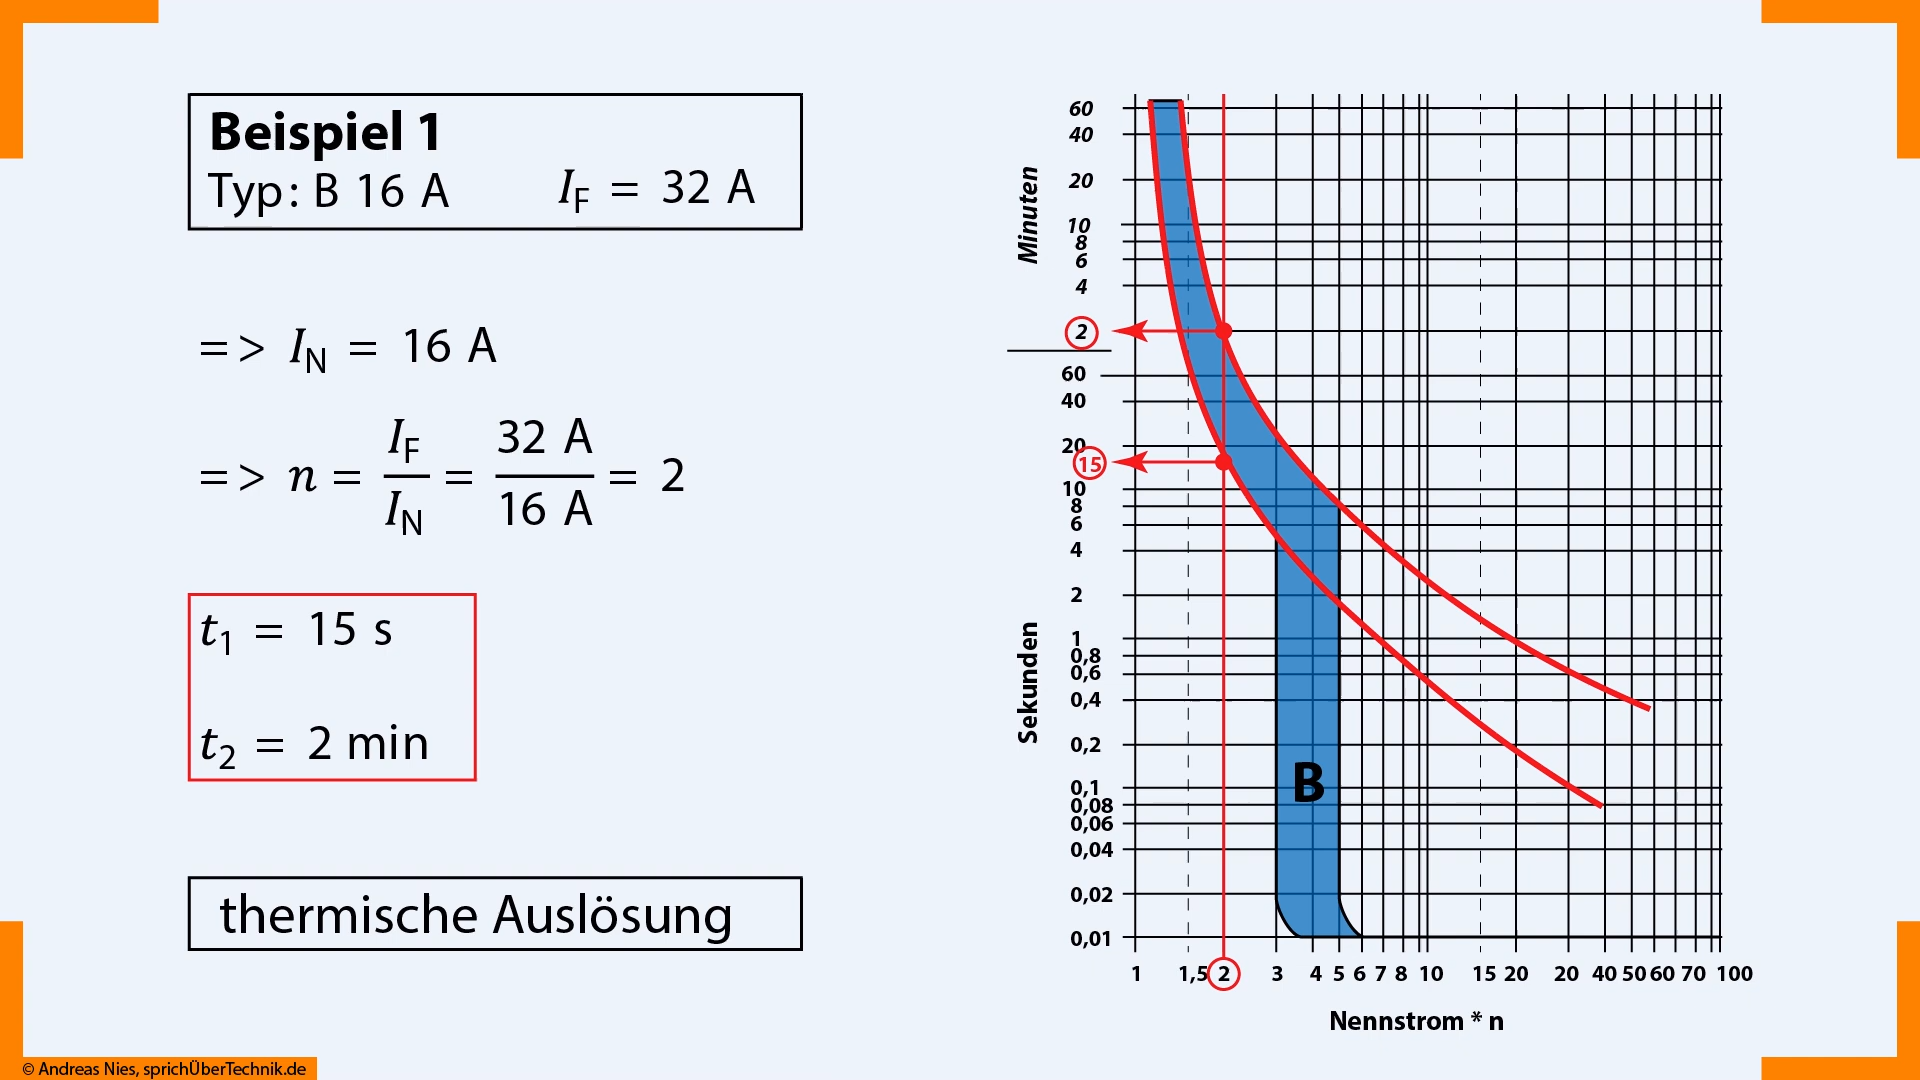 Beispiel 1
Typ: B 16 A I_F = 32 A
=> I_N = 16 A
=> n = I_F / I_N = 32 A / 16 A = 2
t_1 = 15 s
t_2 = 2 min
thermische Auslösung
Minuten
60
40
20
10
8
6
4
2
Sekunden
60
40
20
15
10
8
6
4
2
1
0,8
0,6
0,4
0,2
0,1
0,08
0,06
0,04
0,02
0,01
B
1 1,5 2 3 4 5 6 7 8 10 15 20 20 40 50 60 70 100
Nennstrom * n
© Andreas Nies, sprichÜberTechnik.de